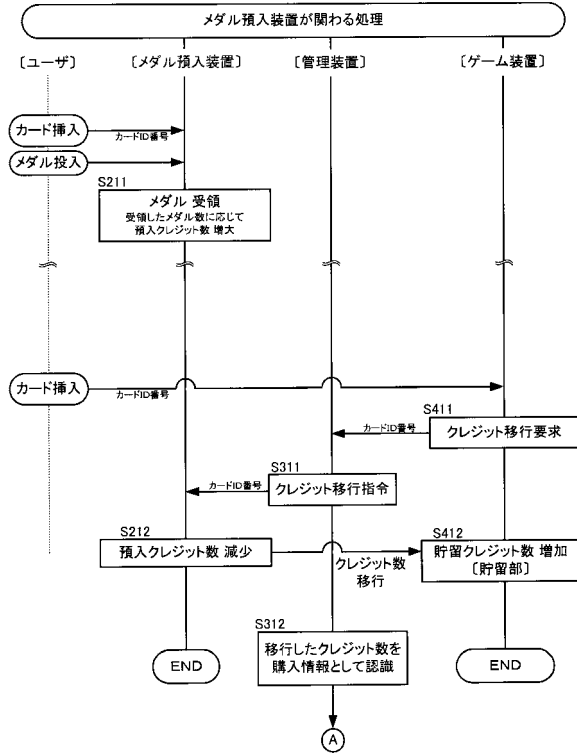 メダル預入装置が関わる処理
〔ユーザ〕 〔メダル預入装置〕 〔管理装置〕 〔ゲーム装置〕
カード挿入
カードID番号
メダル投入
S211
メダル 受領
受領したメダル数に応じて
預入クレジット数 増大
カード挿入
カードID番号
S411
カードID番号
クレジット移行要求
S311
カードID番号
クレジット移行指令
S212
預入クレジット数 減少
クレジット数
移行
S412
貯留クレジット数 増加
〔貯留部〕
S312
移行したクレジット数を
購入情報として認識
END
END
A